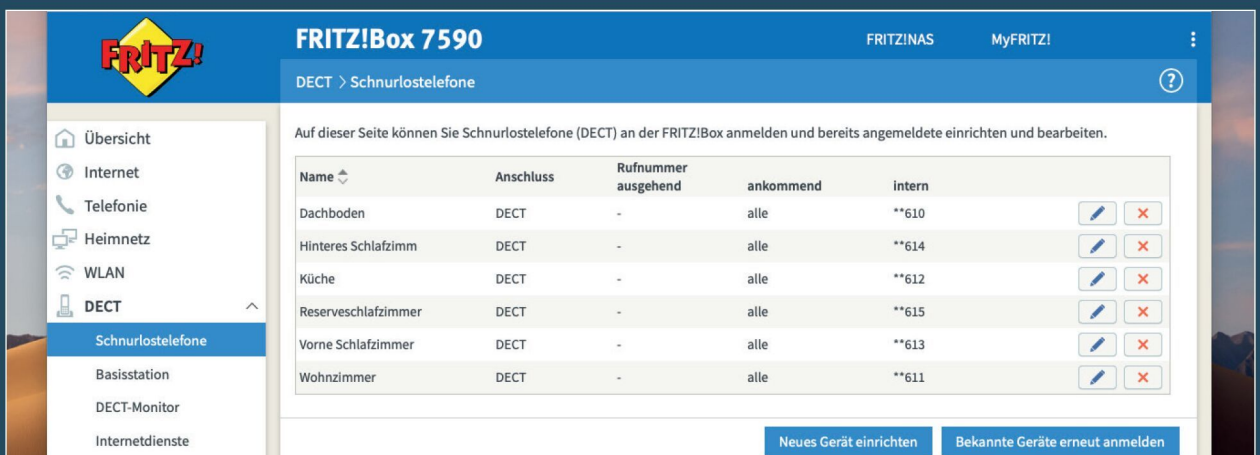 FRITZ!
FRITZ!Box 7590
FRITZ!NAS
MyFRITZ!
DECT > Schnurlostelefone
?
Übersicht
Internet
Telefonie
Heimnetz
WLAN
DECT
Schnurlostelefone
Basisstation
DECT-Monitor
Internetdienste
Auf dieser Seite können Sie Schnurlostelefone (DECT) an der FRITZ!Box anmelden und bereits angemeldete einrichten und bearbeiten.
Name Anschluss Rufnummer ausgehend ankommend intern
Dachboden DECT - alle **610
Hinteres Schlafzimm DECT - alle **614
Küche DECT - alle **612
Reserveschlafzimmer DECT - alle **615
Vorne Schlafzimmer DECT - alle **613
Wohnzimmer DECT - alle **611
Neues Gerät einrichten
Bekannte Geräte erneut anmelden